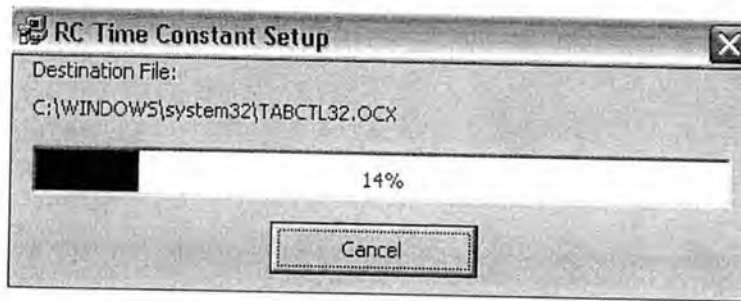 RC Time Constant Setup
Destination File:
C:\WINDOWS\system32\TABCTL32.OCX
14%
Cancel